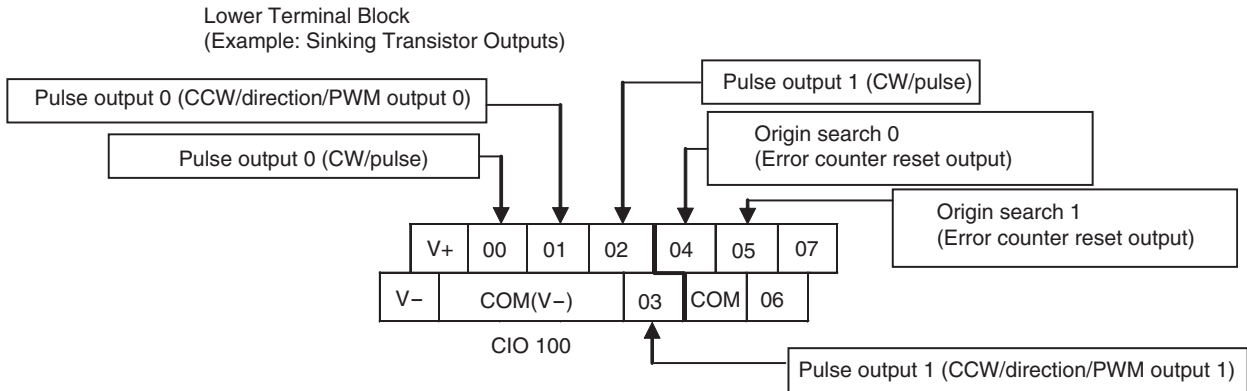 Lower Terminal Block
(Example: Sinking Transistor Outputs)
Pulse output 0 (CCW/direction/PWM output 0)
Pulse output 1 (CW/pulse)
Pulse output 0 (CW/pulse)
Origin search 0
(Error counter reset output)
Origin search 1
(Error counter reset output)
V+ 00 01 02 04 05 07
V− COM(V−) 03 COM 06
CIO 100
Pulse output 1 (CCW/direction/PWM output 1)